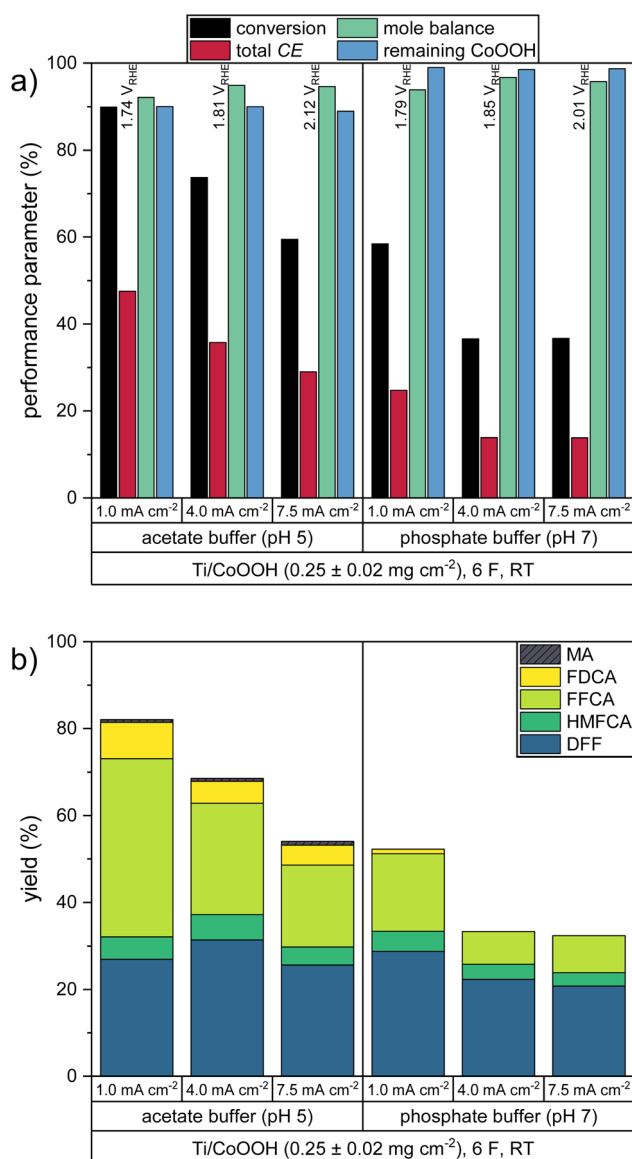 conversion
mole balance
total CE
remaining CoOOH
a)
100
80
60
40
20
0
performance parameter (%)
1.74 V_RHE
1.81 V_RHE
2.12 V_RHE
1.79 V_RHE
1.85 V_RHE
2.01 V_RHE
1.0 mA cm⁻² 4.0 mA cm⁻² 7.5 mA cm⁻² 1.0 mA cm⁻² 4.0 mA cm⁻² 7.5 mA cm⁻²
acetate buffer (pH 5) phosphate buffer (pH 7)
Ti/CoOOH (0.25 ± 0.02 mg cm⁻²), 6 F, RT
b)
100
80
60
40
20
0
yield (%)
MA
FDCA
FFCA
HMFCA
DFF
1.0 mA cm⁻² 4.0 mA cm⁻² 7.5 mA cm⁻² 1.0 mA cm⁻² 4.0 mA cm⁻² 7.5 mA cm⁻²
acetate buffer (pH 5) phosphate buffer (pH 7)
Ti/CoOOH (0.25 ± 0.02 mg cm⁻²), 6 F, RT